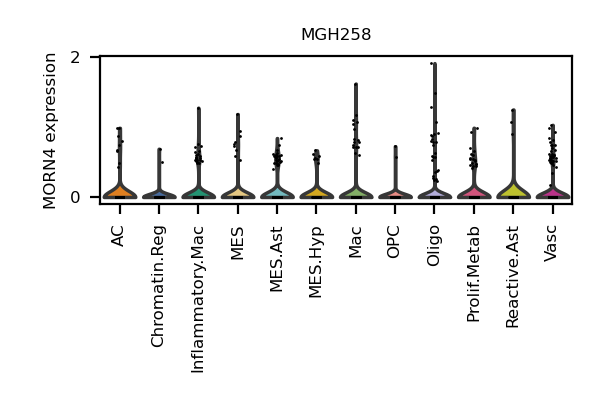 MGH258
MORN4 expression
2
0
AC
Chromatin.Reg
Inflammatory.Mac
MES
MES.Ast
MES.Hyp
Mac
OPC
Oligo
Prolif.Metab
Reactive.Ast
Vasc